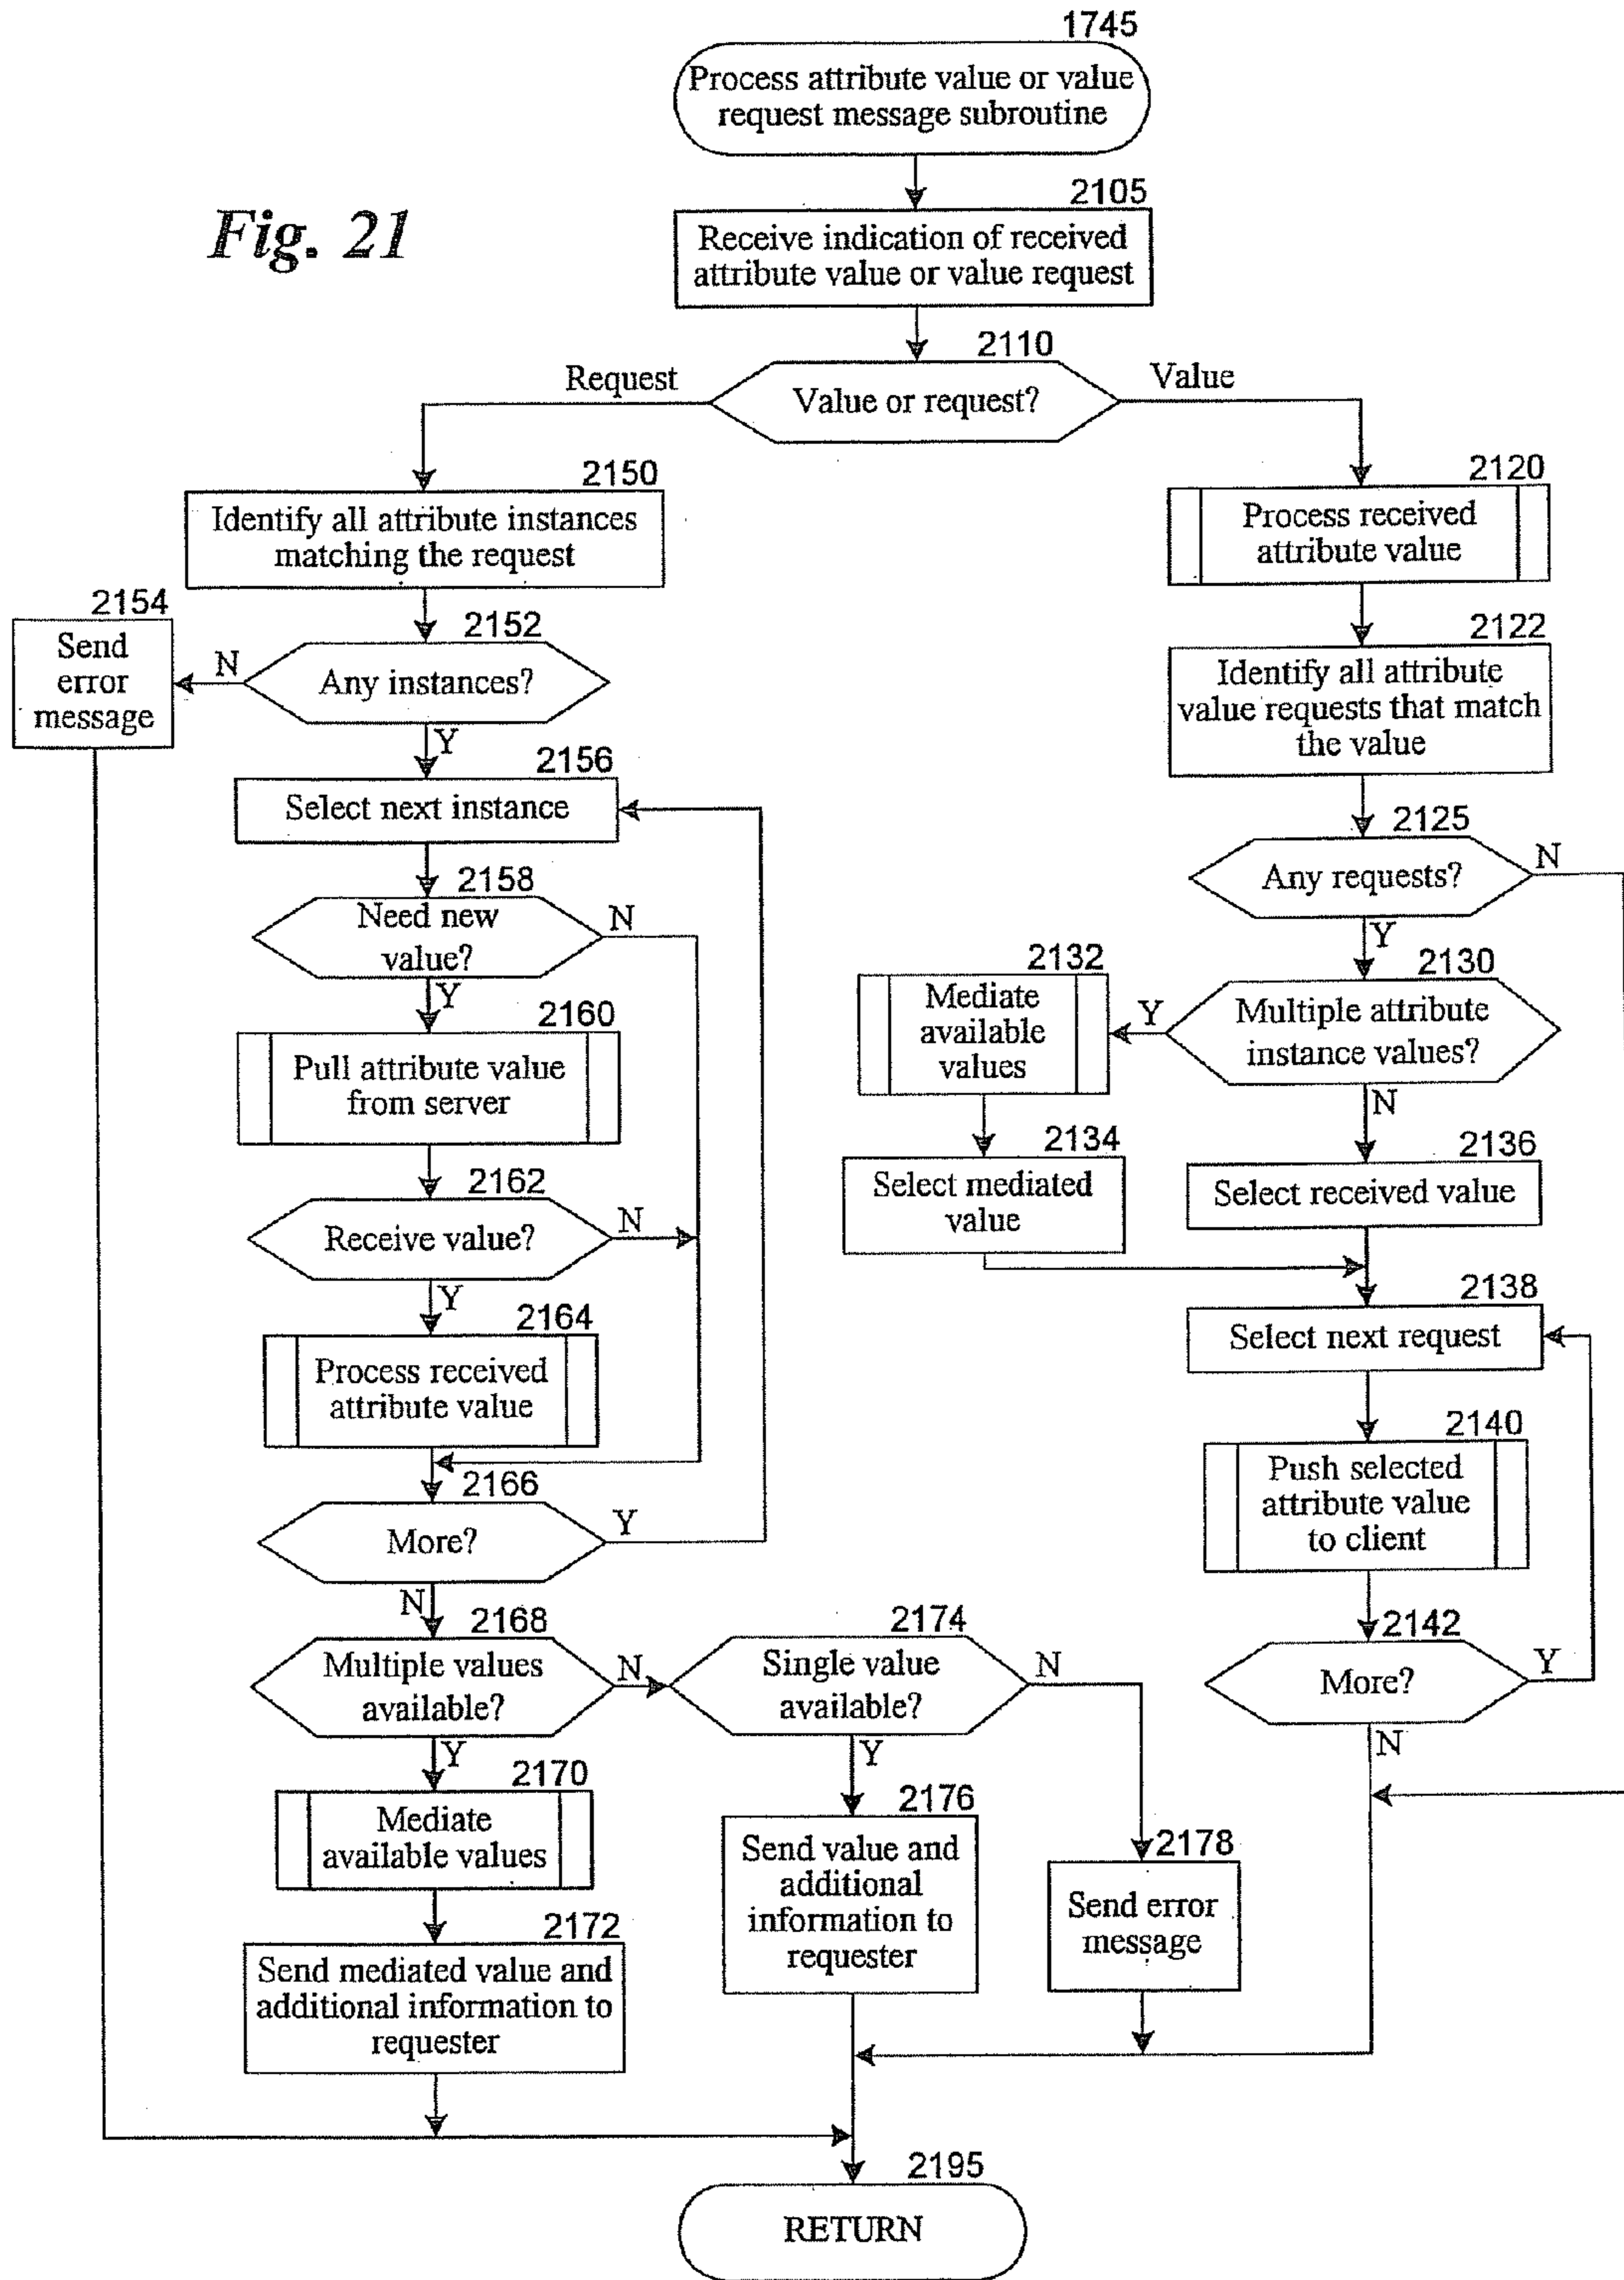 1745
Process attribute value or value
request message subroutine
Fig. 21
2105
Receive indication of received
attribute value or value request
2110
Request
Value or request?
Value
2150
Identify all attribute instances
matching the request
2120
Process received
attribute value
2154
Send
error
message
2152
N
Any instances?
Y
2122
Identify all attribute
value requests that match
the value
2156
Select next instance
2125
Any requests?
N
Y
2158
Need new
value?
N
Y
2132
Mediate
available
values
2130
Y
Multiple attribute
instance values?
N
2160
Pull attribute value
from server
2134
Select mediated
value
2136
Select received value
2162
Receive value?
N
Y
2138
Select next request
2164
Process received
attribute value
2140
Push selected
attribute value
to client
2166
More?
Y
N
2142
More?
Y
N
2168
Multiple values
available?
N
Y
2174
Single value
available?
N
Y
2170
Mediate
available values
2176
Send value and
additional
information to
requester
2178
Send error
message
2172
Send mediated value and
additional information to
requester
2195
RETURN